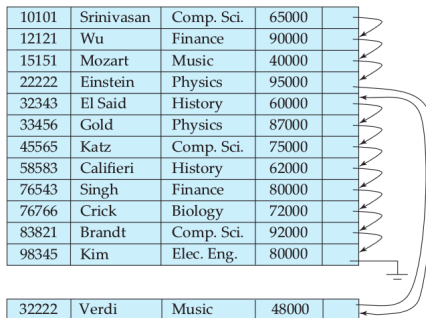 10101 Srinivasan Comp. Sci. 65000
12121 Wu Finance 90000
15151 Mozart Music 40000
22222 Einstein Physics 95000
32343 El Said History 60000
33456 Gold Physics 87000
45565 Katz Comp. Sci. 75000
58583 Califieri History 62000
76543 Singh Finance 80000
76766 Crick Biology 72000
83821 Brandt Comp. Sci. 92000
98345 Kim Elec. Eng. 80000
32222 Verdi Music 48000